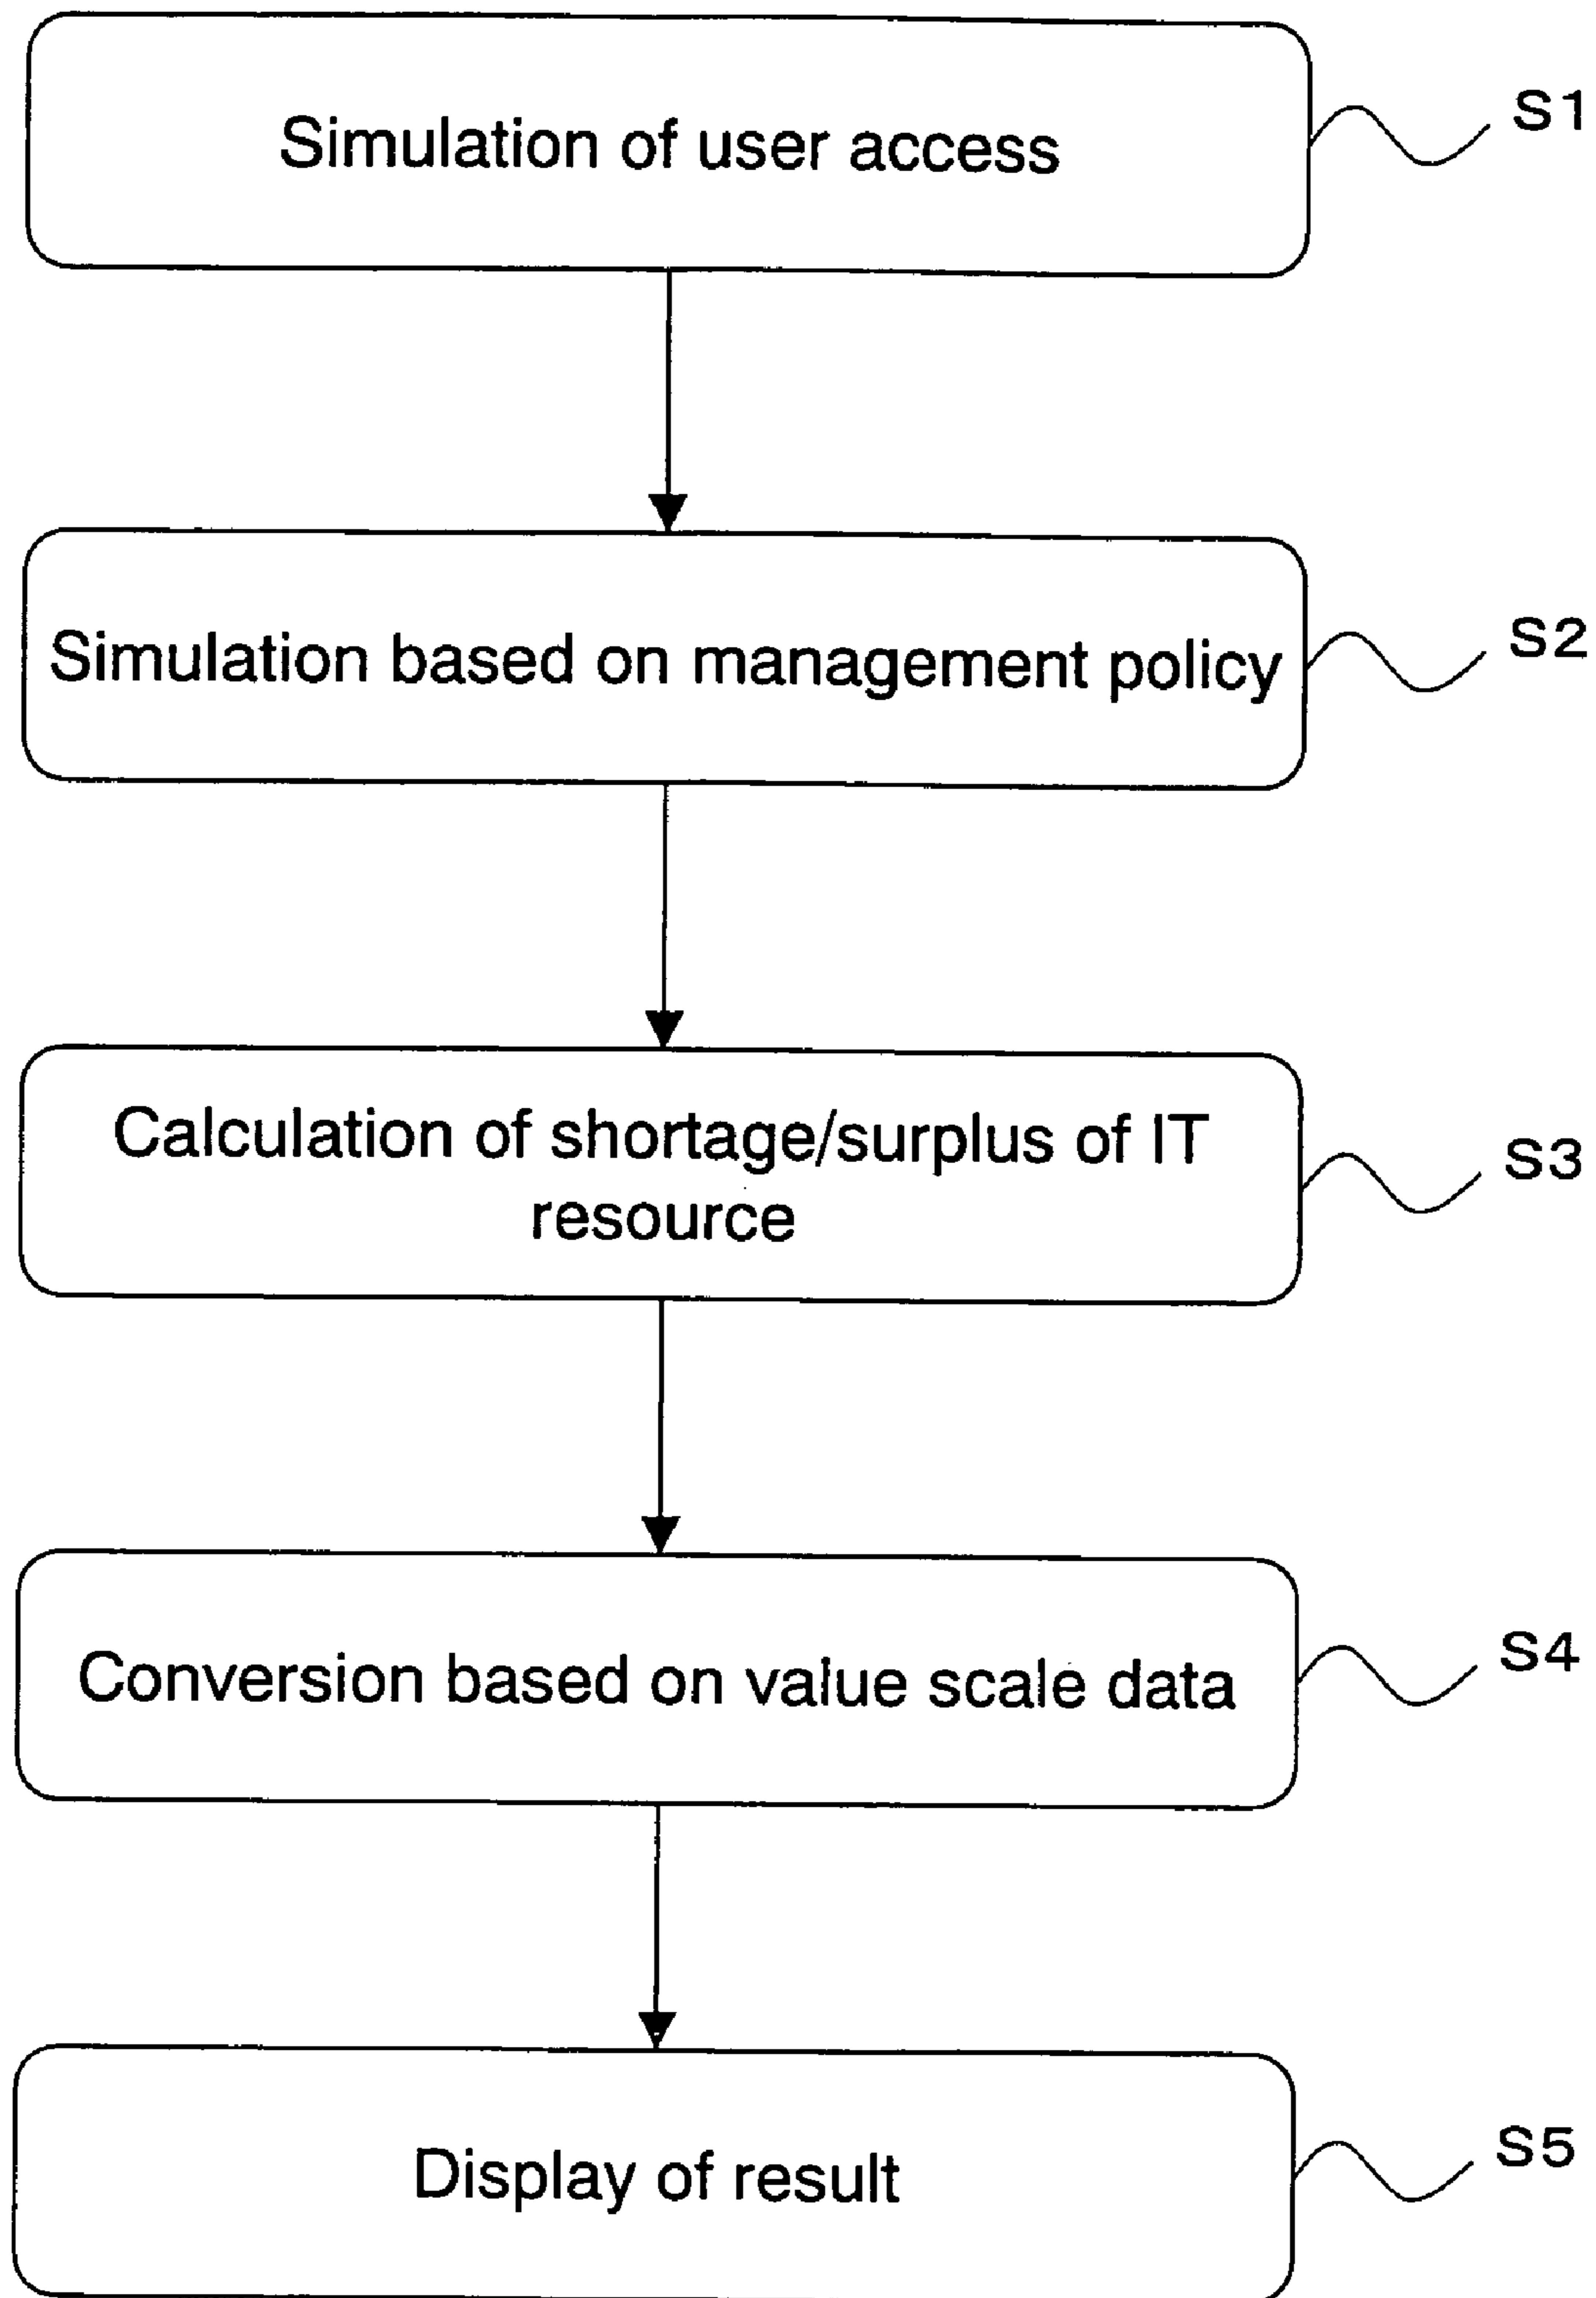 Simulation of user access
S1
Simulation based on management policy
S2
Calculation of shortage/surplus of IT
resource
S3
Conversion based on value scale data
S4
Display of result
S5